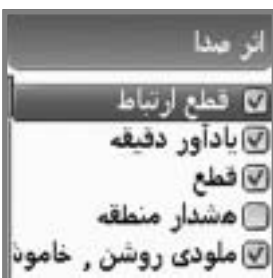 اثر صدا
قطع ارتباط
یادآور دقیقه
قطع
هشدار منطقه
ملودی روشن , خاموش